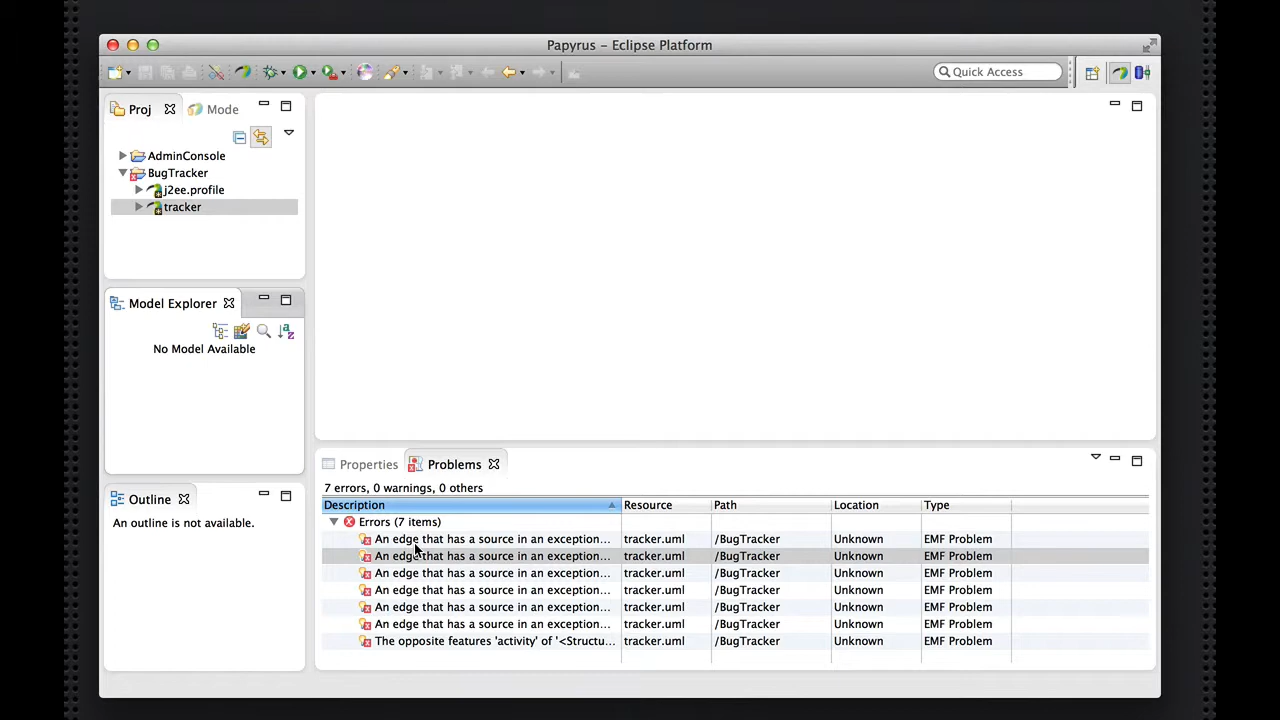 Papyrus – Eclipse Platform
Quick Access
Proj
Mode
AdminConsole
BugTracker
j2ee.profile
tracker
Model Explorer
No Model Available
Outline
An outline is not available.
Properties
Problems
7 errors, 0 warnings, 0 others
Description Resource Path Location Type
Errors (7 items)
An edge that has a source in an exception... tracker.uml /BugTracker Unknown EMF Problem
An edge that has a source in an exception... tracker.uml /BugTracker Unknown EMF Problem
An edge that has a source in an exception... tracker.uml /BugTracker Unknown EMF Problem
An edge that has a source in an exception... tracker.uml /BugTracker Unknown EMF Problem
An edge that has a source in an exception... tracker.uml /BugTracker Unknown EMF Problem
An edge that has a source in an exception... tracker.uml /BugTracker Unknown EMF Problem
The opposite features 'activity' of '<Structu... tracker.uml /BugTracker Unknown EMF Problem